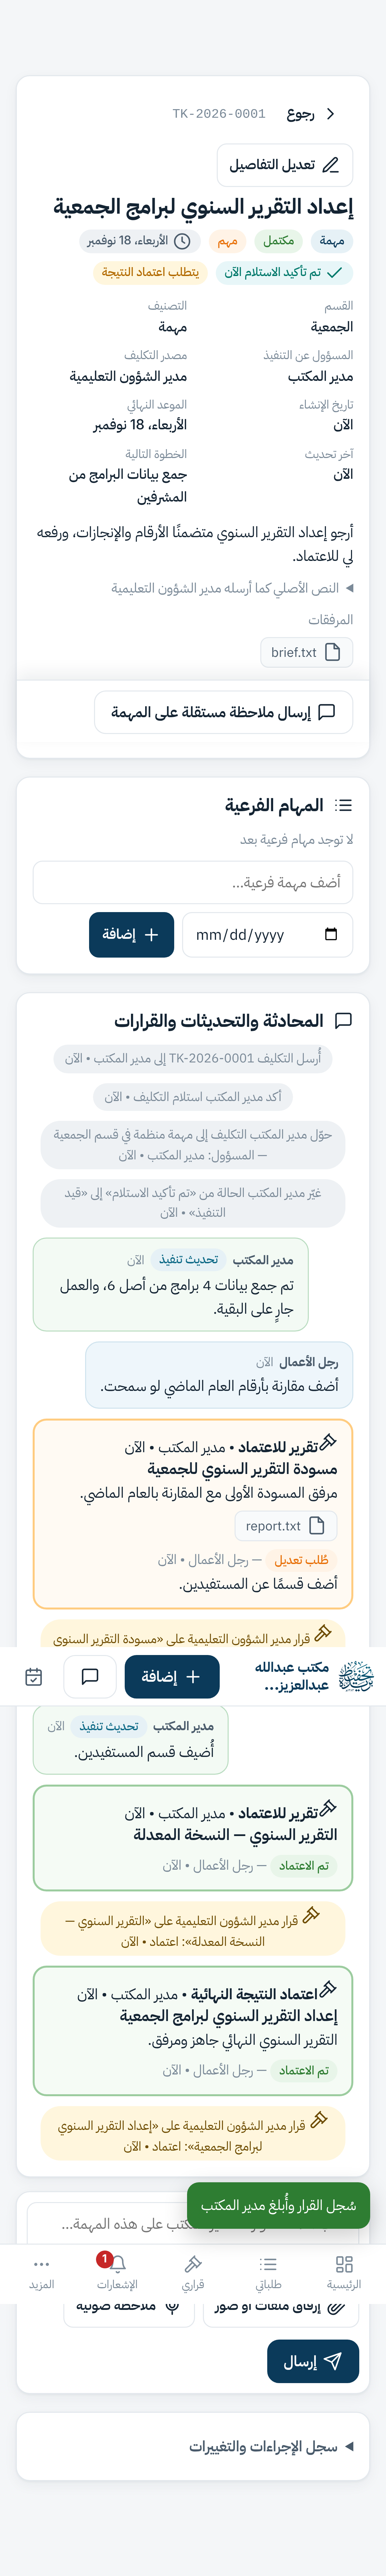 رجوع TK-2026-0001
تعديل التفاصيل
إعداد التقرير السنوي لبرامج الجمعية
مهمة مكتمل مهم الأربعاء، 18 نوفمبر
تم تأكيد الاستلام الآن يتطلب اعتماد النتيجة
القسم التصنيف
الجمعية مهمة
المسؤول عن التنفيذ مصدر التكليف
مدير المكتب مدير الشؤون التعليمية
تاريخ الإنشاء الموعد النهائي
الآن الأربعاء، 18 نوفمبر
آخر تحديث الخطوة التالية
الآن جمع بيانات البرامج من
المشرفين
أرجو إعداد التقرير السنوي متضمنًا الأرقام والإنجازات، ورفعه
لي للاعتماد.
النص الأصلي كما أرسله مدير الشؤون التعليمية
المرفقات
brief.txt
إرسال ملاحظة مستقلة على المهمة
المهام الفرعية
لا توجد مهام فرعية بعد
أضف مهمة فرعية...
mm/dd/yyyy إضافة
المحادثة والتحديثات والقرارات
أُرسل التكليف TK-2026-0001 إلى مدير المكتب • الآن
أكد مدير المكتب استلام التكليف • الآن
حوّل مدير المكتب التكليف إلى مهمة منظمة في قسم الجمعية
— المسؤول: مدير المكتب • الآن
غيّر مدير المكتب الحالة من «تم تأكيد الاستلام» إلى «قيد
التنفيذ» • الآن
مدير المكتب تحديث تنفيذ الآن
تم جمع بيانات 4 برامج من أصل 6، والعمل
جارٍ على البقية.
رجل الأعمال الآن
أضف مقارنة بأرقام العام الماضي لو سمحت.
تقرير للاعتماد • مدير المكتب • الآن
مسودة التقرير السنوي للجمعية
مرفق المسودة الأولى مع المقارنة بالعام الماضي.
report.txt
طُلب تعديل — رجل الأعمال • الآن
أضف قسمًا عن المستفيدين.
قرار مدير الشؤون التعليمية على «مسودة التقرير السنوي
مكتب عبدالله
عبدالعزيز...
إضافة
مدير المكتب تحديث تنفيذ الآن
أُضيف قسم المستفيدين.
تقرير للاعتماد • مدير المكتب • الآن
التقرير السنوي — النسخة المعدلة
تم الاعتماد — رجل الأعمال • الآن
قرار مدير الشؤون التعليمية على «التقرير السنوي —
النسخة المعدلة»: اعتماد • الآن
اعتماد النتيجة النهائية • مدير المكتب • الآن
إعداد التقرير السنوي لبرامج الجمعية
التقرير السنوي النهائي جاهز ومرفق.
تم الاعتماد — رجل الأعمال • الآن
قرار مدير الشؤون التعليمية على «إعداد التقرير السنوي
لبرامج الجمعية»: اعتماد • الآن
سُجل القرار وأُبلغ مدير المكتب
على هذه المهمة...
الرئيسية طلباتي قراري الإشعارات 1 المزيد
إرفاق ملفات أو صور ملاحظة صوتية
إرسال
سجل الإجراءات والتغييرات